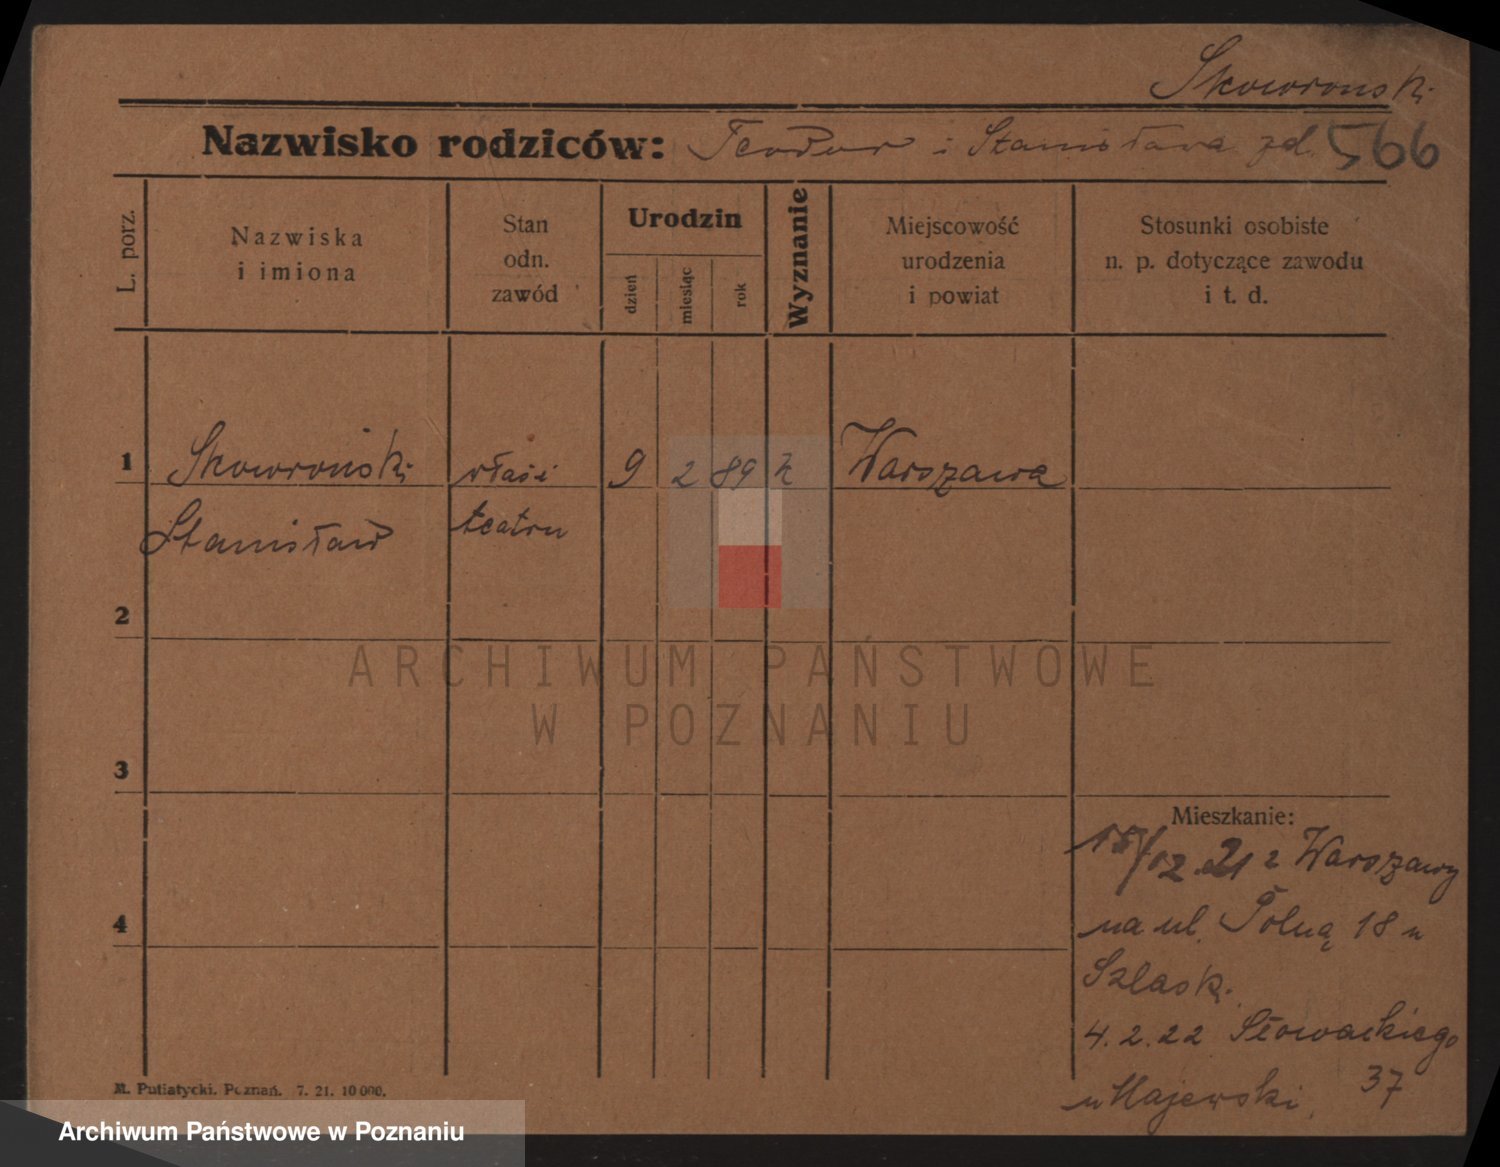 Skowroński
Nazwisko rodziców: Teodor i Stanisława zd. 566
L. porz.
Nazwiska
i imiona
Stan
odn.
zawód
Urodzin
dzień
miesiąc
rok
Wyznanie
Miejscowość
urodzenia
i powiat
Stosunki osobiste
n. p. dotyczące zawodu
i t. d.
1 Skowroński właśc 9 2 89 k Warszawa
Stanisław teatru
2
ARCHIWUM PAŃSTWOWE
W POZNANIU
3
Mieszkanie:
15/12.21 z Warszawy
4
na ul. Polną 18 u
Szlask.
4.2.22 Słowackiego
37
u Majewski
M. Putiatycki. Poznań. 7. 21. 10 000.
Archiwum Państwowe w Poznaniu